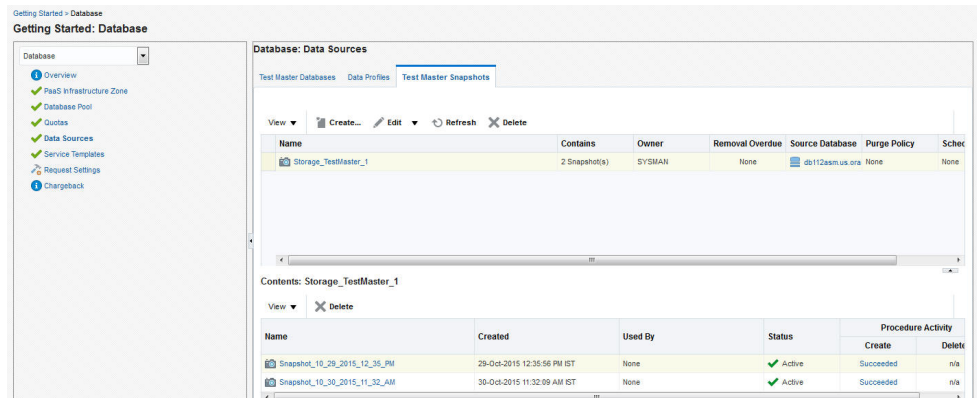 Getting Started > Database
Getting Started: Database
Database
Overview
PaaS Infrastructure Zone
Database Pool
Quotas
Data Sources
Service Templates
Request Settings
Chargeback
Database: Data Sources
Test Master Databases Data Profiles Test Master Snapshots
View Create... Edit Refresh Delete
Name Contains Owner Removal Overdue Source Database Purge Policy Sched
Storage_TestMaster_1 2 Snapshot(s) SYSMAN None db112asm.us.ora None None
Contents: Storage_TestMaster_1
View Delete
Name Created Used By Status Procedure Activity
Create Delete
Snapshot_10_29_2015_12_35_PM 29-Oct-2015 12:35:56 PM IST None Active Succeeded n/a
Snapshot_10_30_2015_11_32_AM 30-Oct-2015 11:32:09 AM IST None Active Succeeded n/a